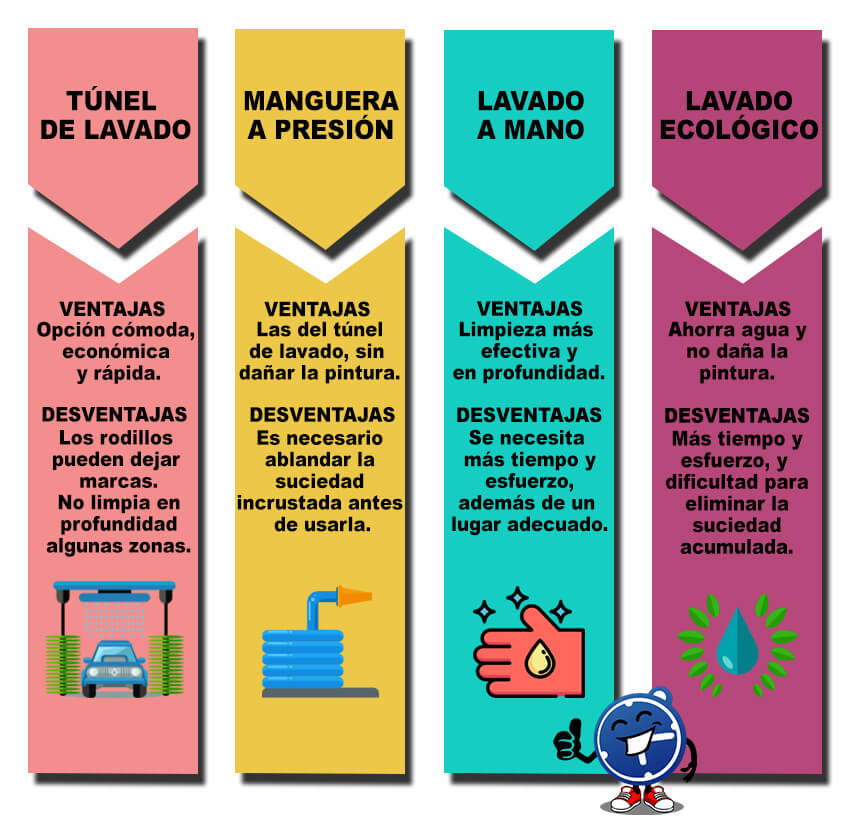 TÚNEL
DE LAVADO
VENTAJAS
Opción cómoda,
económica
y rápida.
DESVENTAJAS
Los rodillos
pueden dejar
marcas.
No limpia en
profundidad
algunas zonas.
MANGUERA
A PRESIÓN
VENTAJAS
Las del túnel
de lavado, sin
dañar la pintura.
DESVENTAJAS
Es necesario
ablandar la
suciedad
incrustada antes
de usarla.
LAVADO
A MANO
VENTAJAS
Limpieza más
efectiva y
en profundidad.
DESVENTAJAS
Se necesita
más tiempo y
esfuerzo,
además de un
lugar adecuado.
LAVADO
ECOLÓGICO
VENTAJAS
Ahorra agua y
no daña la
pintura.
DESVENTAJAS
Más tiempo y
esfuerzo, y
dificultad para
eliminar la
suciedad
acumulada.